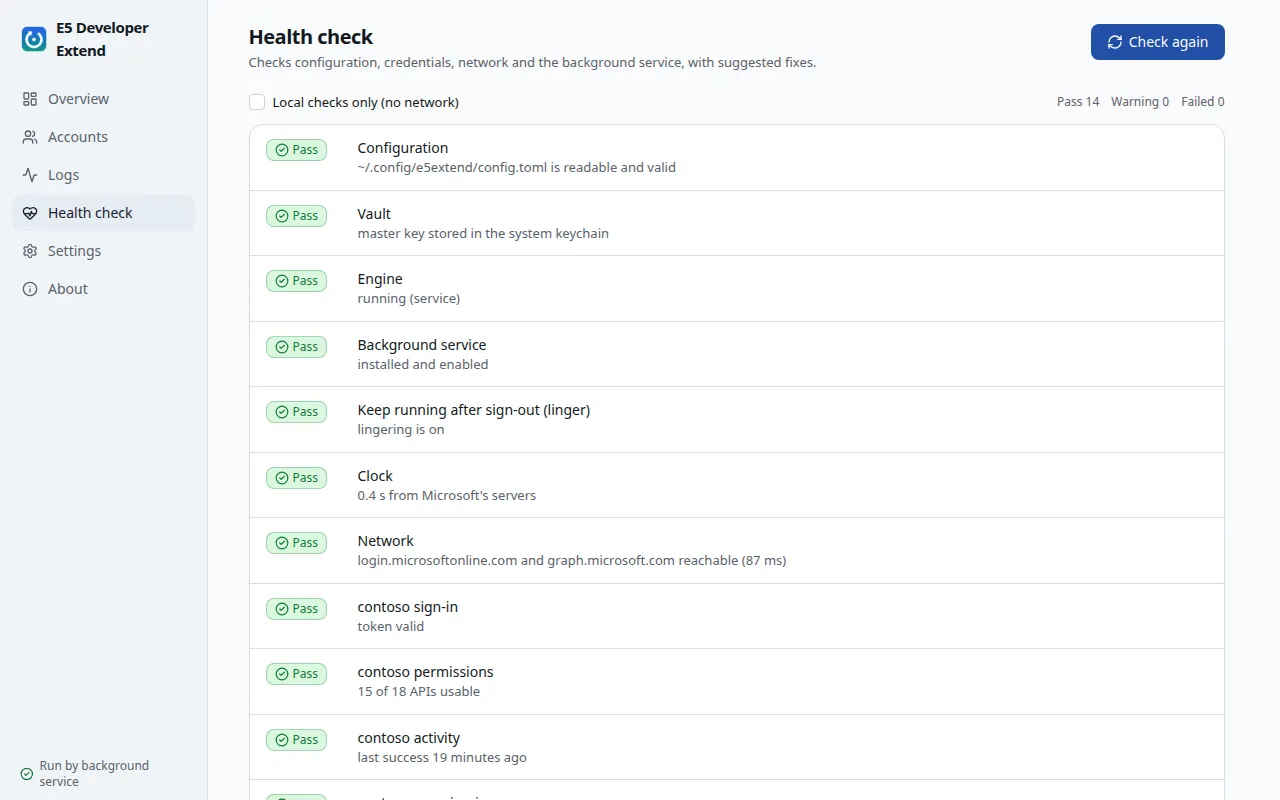 E5 Developer
Extend
Overview
Accounts
Logs
Health check
Settings
About
Run by background
service
Health check
Checks configuration, credentials, network and the background service, with suggested fixes.
Check again
Local checks only (no network)
Pass 14 Warning 0 Failed 0
Pass
Configuration
~/.config/e5extend/config.toml is readable and valid
Pass
Vault
master key stored in the system keychain
Pass
Engine
running (service)
Pass
Background service
installed and enabled
Pass
Keep running after sign-out (linger)
lingering is on
Pass
Clock
0.4 s from Microsoft's servers
Pass
Network
login.microsoftonline.com and graph.microsoft.com reachable (87 ms)
Pass
contoso sign-in
token valid
Pass
contoso permissions
15 of 18 APIs usable
Pass
contoso activity
last success 19 minutes ago